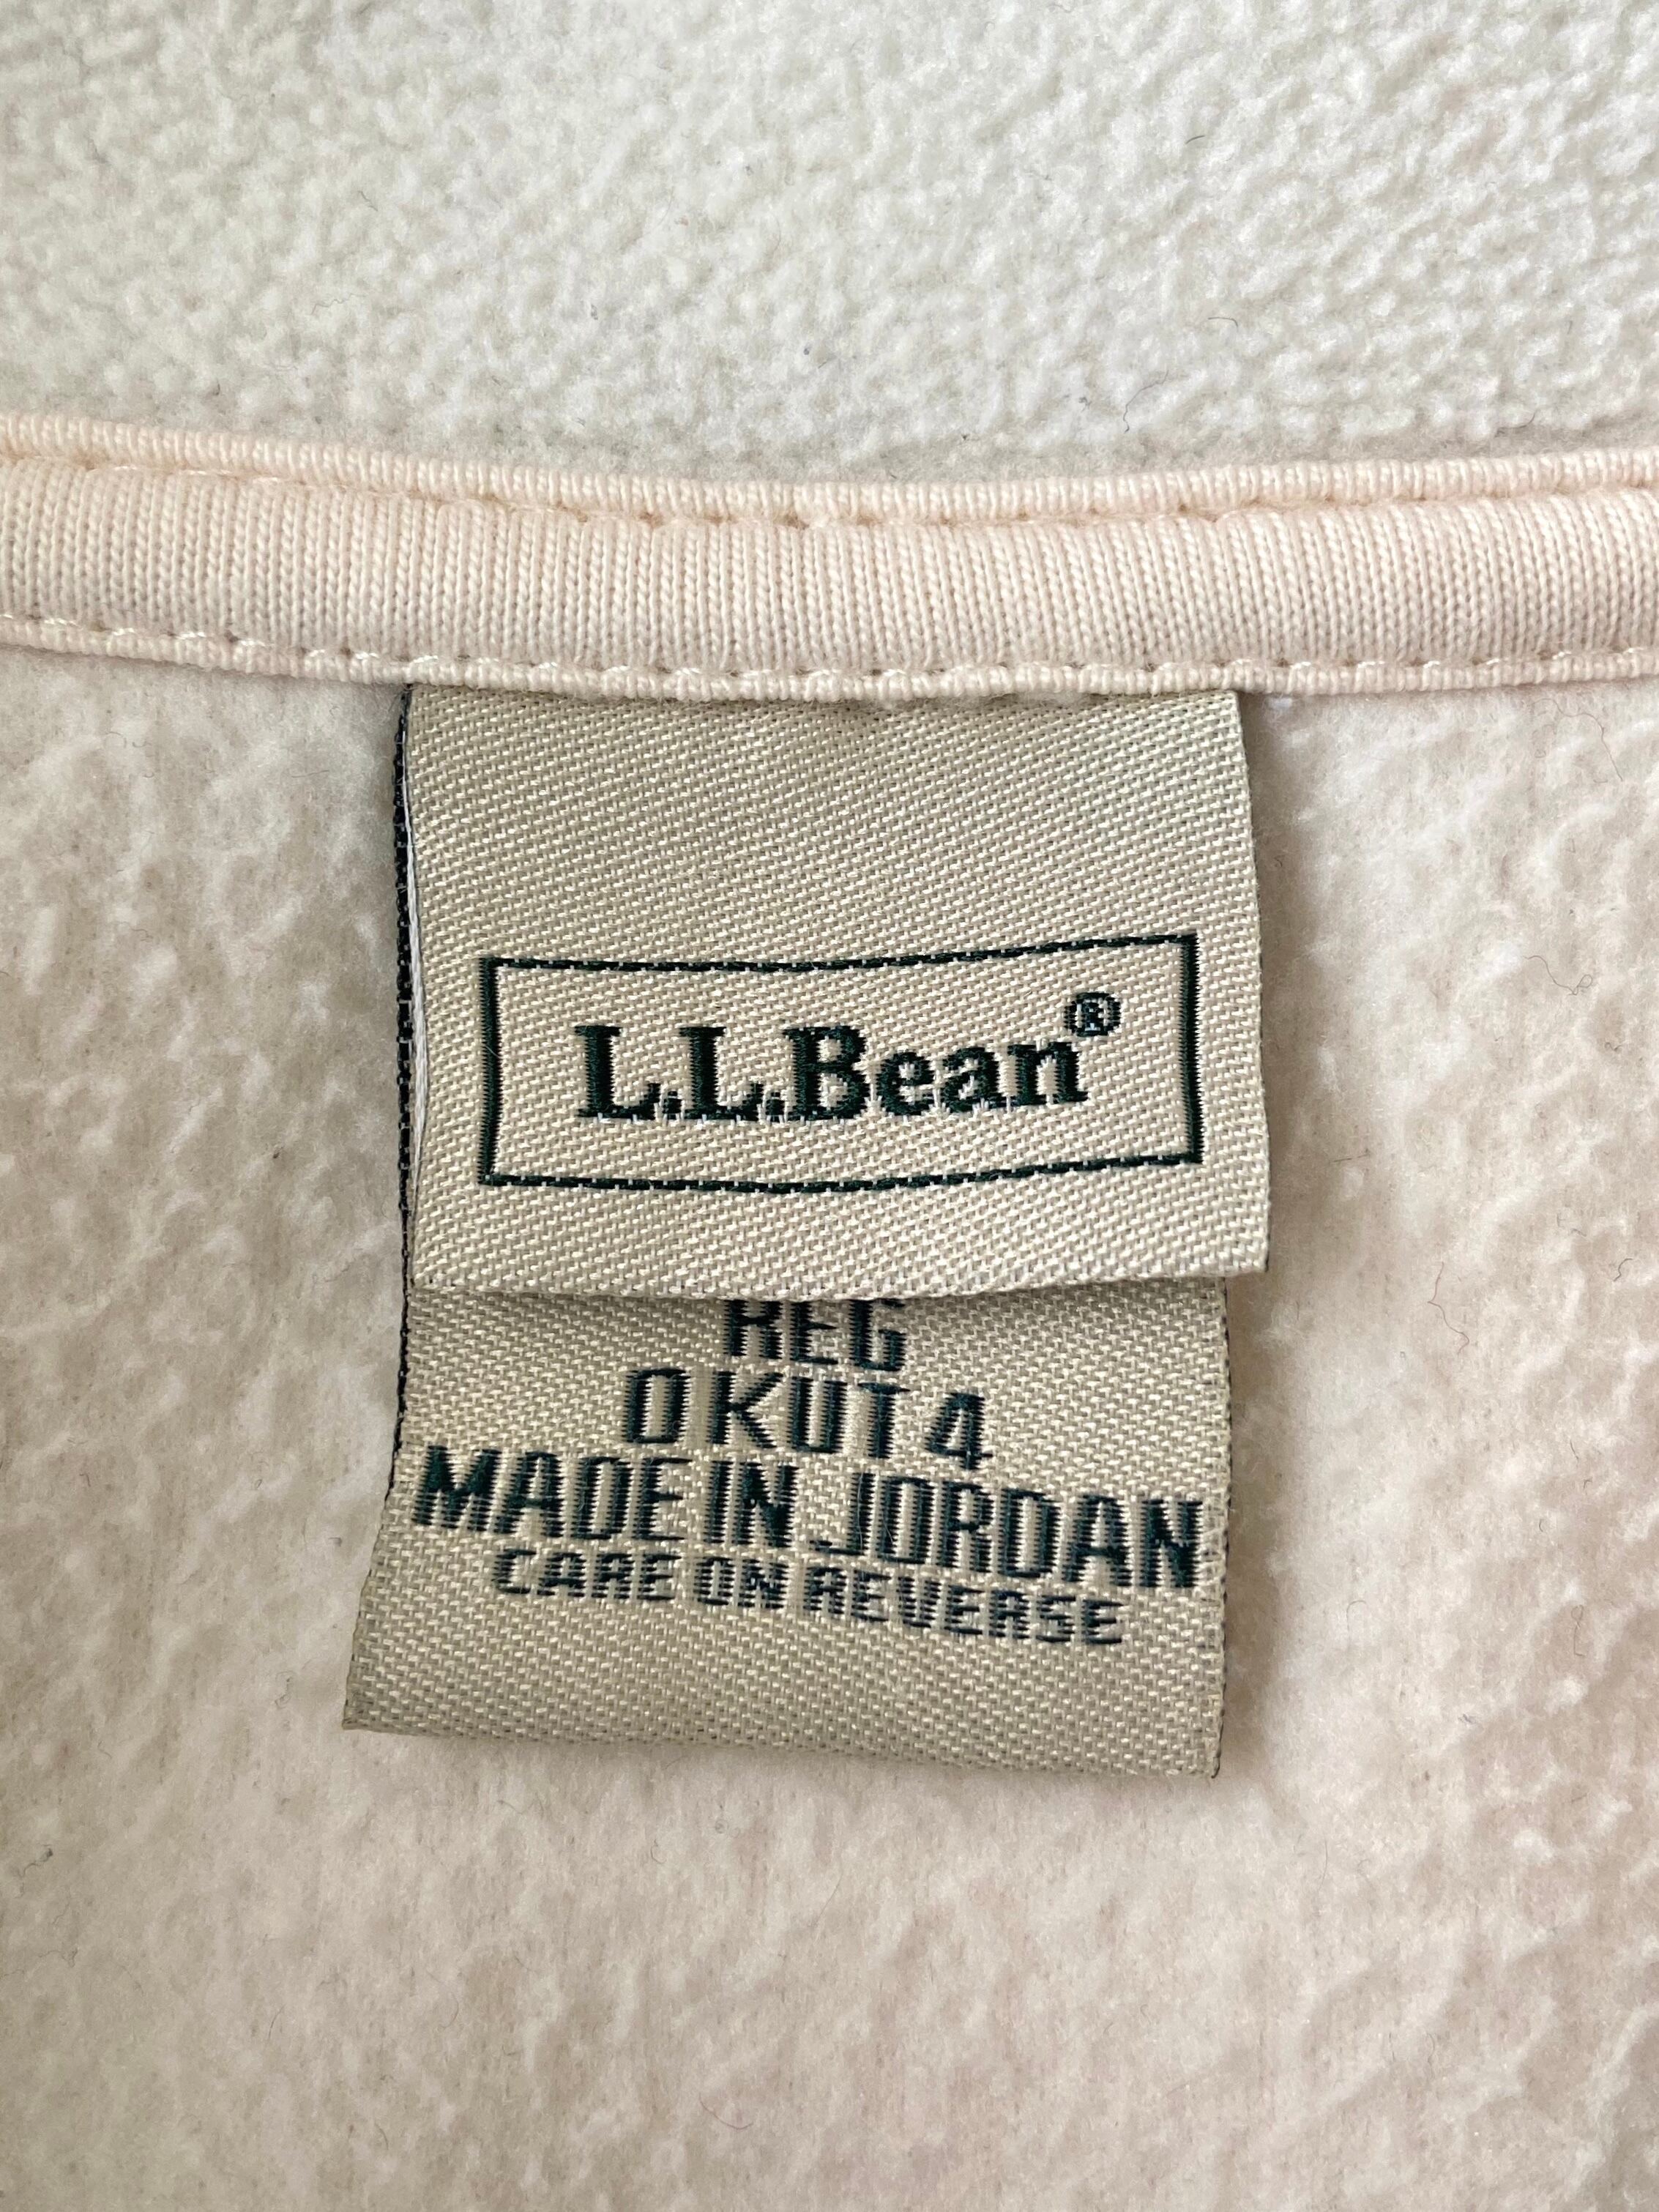 L.L.Bean®
REG
0 KUT 4
MADE IN JORDAN
CARE ON REVERSE